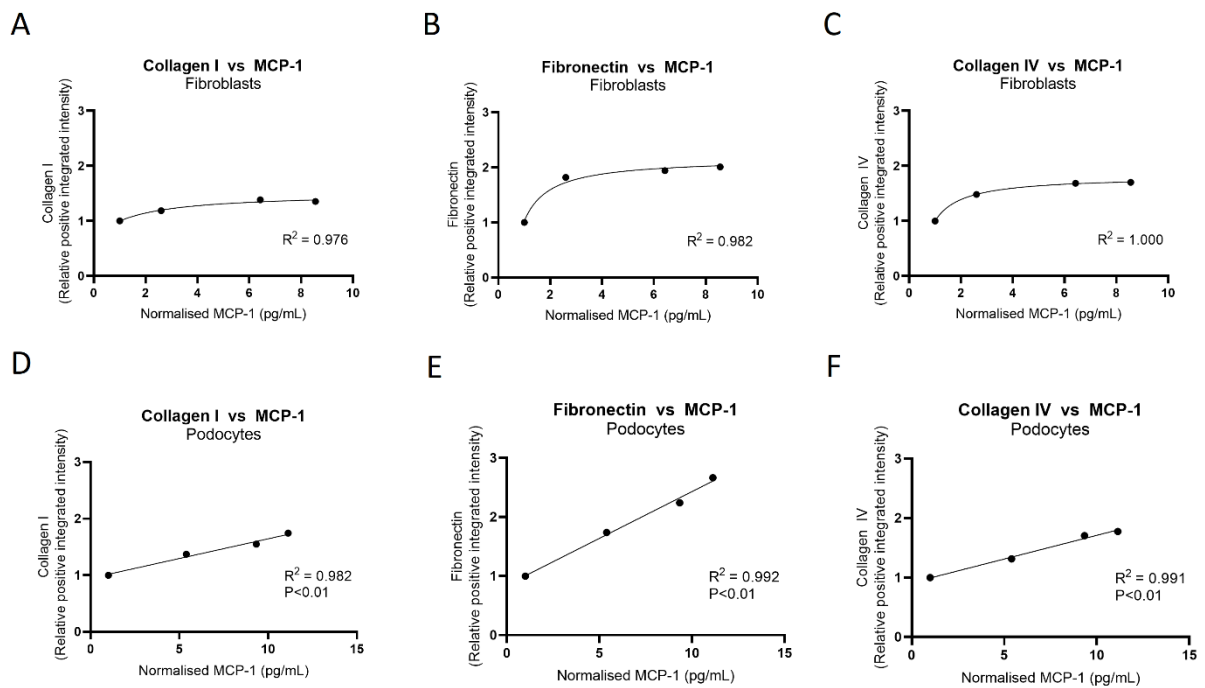 A
Collagen I vs MCP-1
Fibroblasts
Collagen I
(Relative positive integrated intensity)
3
2
1
0
0 2 4 6 8 10
R² = 0.976
Normalised MCP-1 (pg/mL)
B
Fibronectin vs MCP-1
Fibroblasts
Fibronectin
(Relative positive integrated intensity)
3
2
1
0
0 2 4 6 8 10
R² = 0.982
Normalised MCP-1 (pg/mL)
C
Collagen IV vs MCP-1
Fibroblasts
Collagen IV
(Relative positive integrated intensity)
3
2
1
0
0 2 4 6 8 10
R² = 1.000
Normalised MCP-1 (pg/mL)
D
Collagen I vs MCP-1
Podocytes
Collagen I
(Relative positive integrated intensity)
3
2
1
0
0 5 10 15
R² = 0.982
P<0.01
Normalised MCP-1 (pg/mL)
E
Fibronectin vs MCP-1
Podocytes
Fibronectin
(Relative positive integrated intensity)
3
2
1
0
0 5 10 15
R² = 0.992
P<0.01
Normalised MCP-1 (pg/mL)
F
Collagen IV vs MCP-1
Podocytes
Collagen IV
(Relative positive integrated intensity)
3
2
1
0
0 5 10 15
R² = 0.991
P<0.01
Normalised MCP-1 (pg/mL)